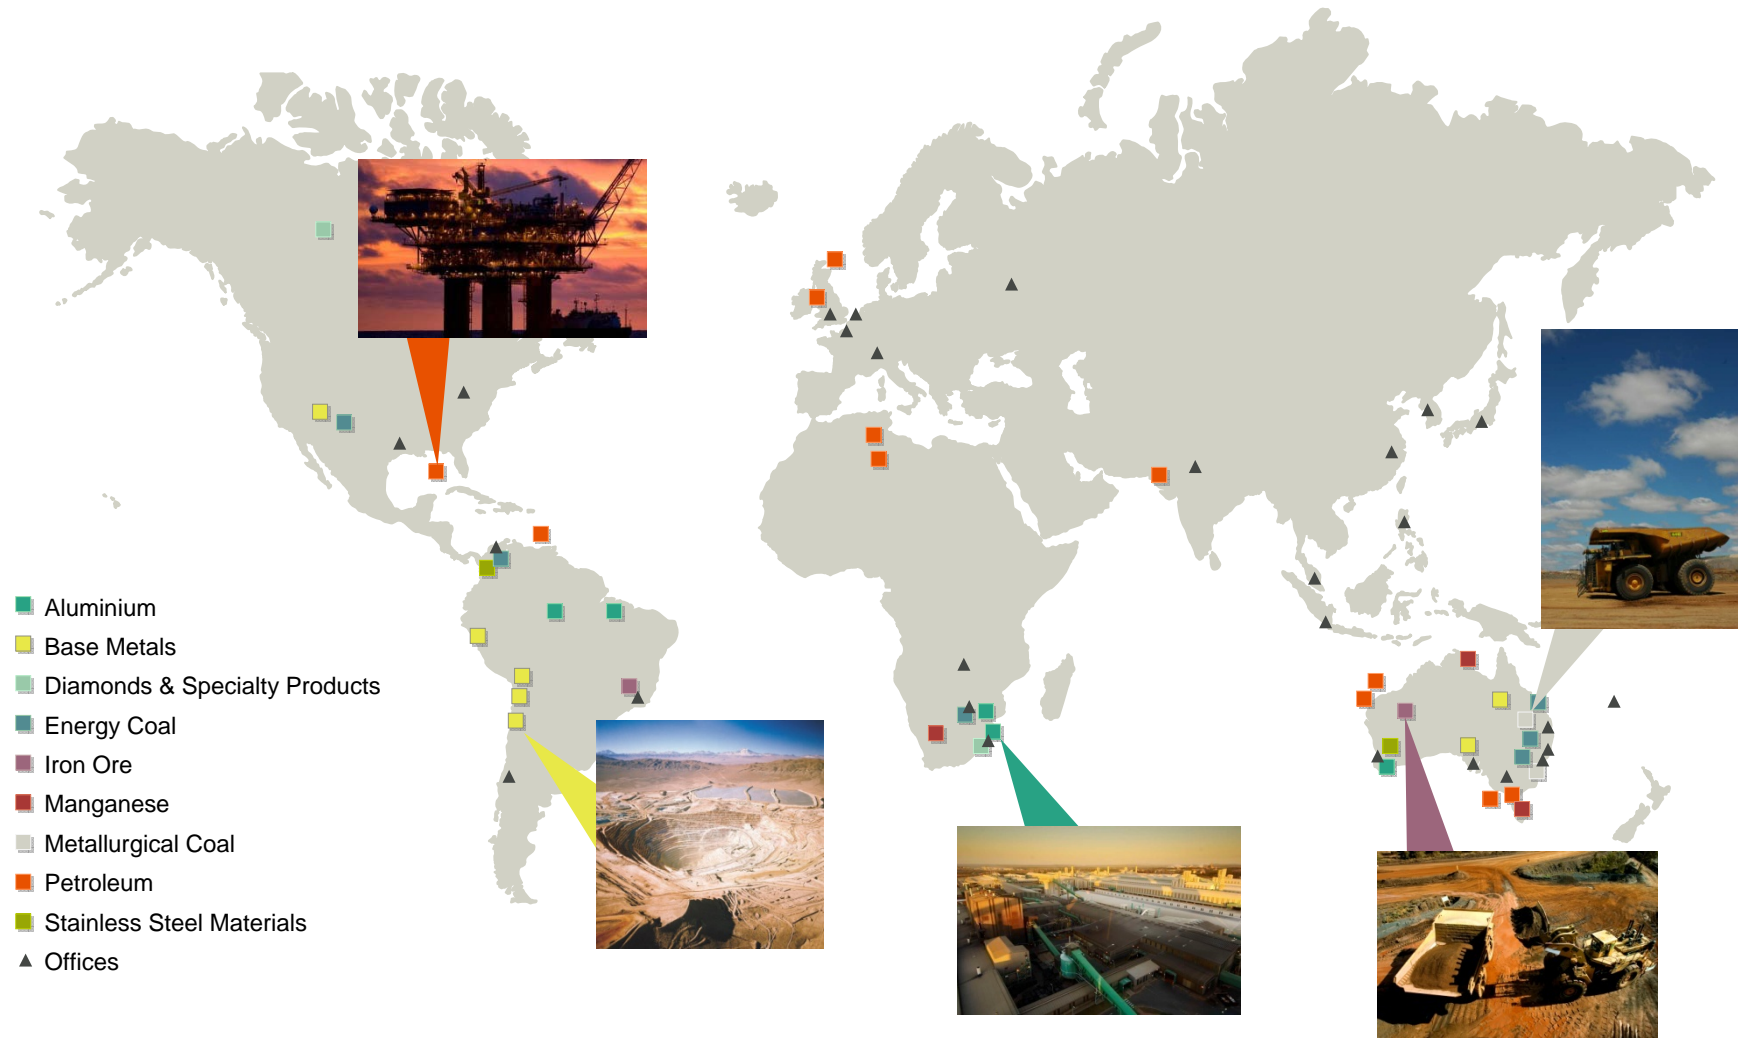 Aluminium
Base Metals
Diamonds & Specialty Products
Energy Coal
Iron Ore
Manganese
Metallurgical Coal
Petroleum
Stainless Steel Materials
Offices